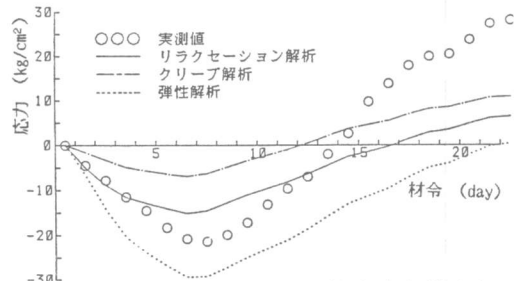 30
20
10
0
-10
-20
-30
応力 (kg/cm²)
○○○ 実測値
リラクセーション解析
クリープ解析
弾性解析
5
10
15
20
材令 (day)